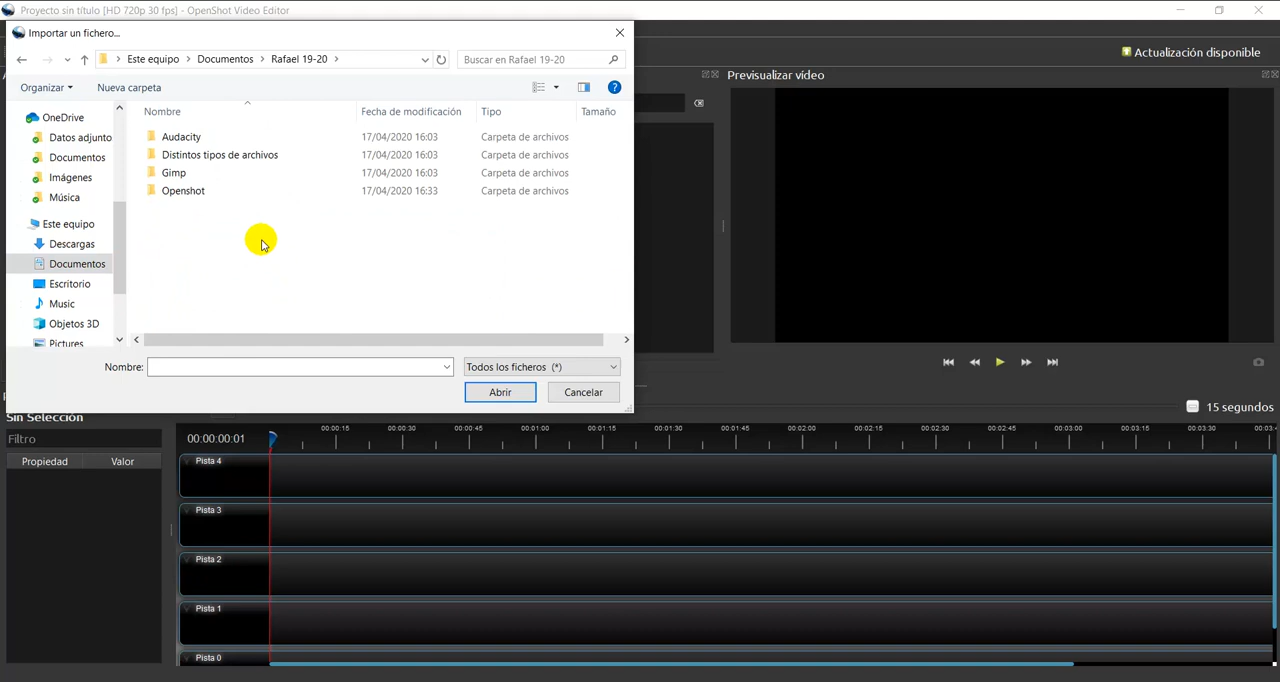 Proyecto sin título [HD 720p 30 fps] - OpenShot Video Editor
Importar un fichero...
Este equipo > Documentos > Rafael 19-20 >
Buscar en Rafael 19-20
Actualización disponible
Organizar
Nueva carpeta
Previsualizar vídeo
Nombre
Fecha de modificación
Tipo
Tamaño
OneDrive
Datos adjunto
Documentos
Imágenes
Música
Este equipo
Descargas
Documentos
Escritorio
Music
Objetos 3D
Pictures
Audacity 17/04/2020 16:03 Carpeta de archivos
Distintos tipos de archivos 17/04/2020 16:03 Carpeta de archivos
Gimp 17/04/2020 16:03 Carpeta de archivos
Openshot 17/04/2020 16:33 Carpeta de archivos
Nombre:
Todos los ficheros (*)
Abrir
Cancelar
15 segundos
Sin Selección
Filtro
Propiedad
Valor
00:00:00:01
00:00:15 00:00:30 00:00:45 00:01:00 00:01:15 00:01:30 00:01:45 00:02:00 00:02:15 00:02:30 00:02:45 00:03:00 00:03:15 00:03:30
Pista 4
Pista 3
Pista 2
Pista 1
Pista 0